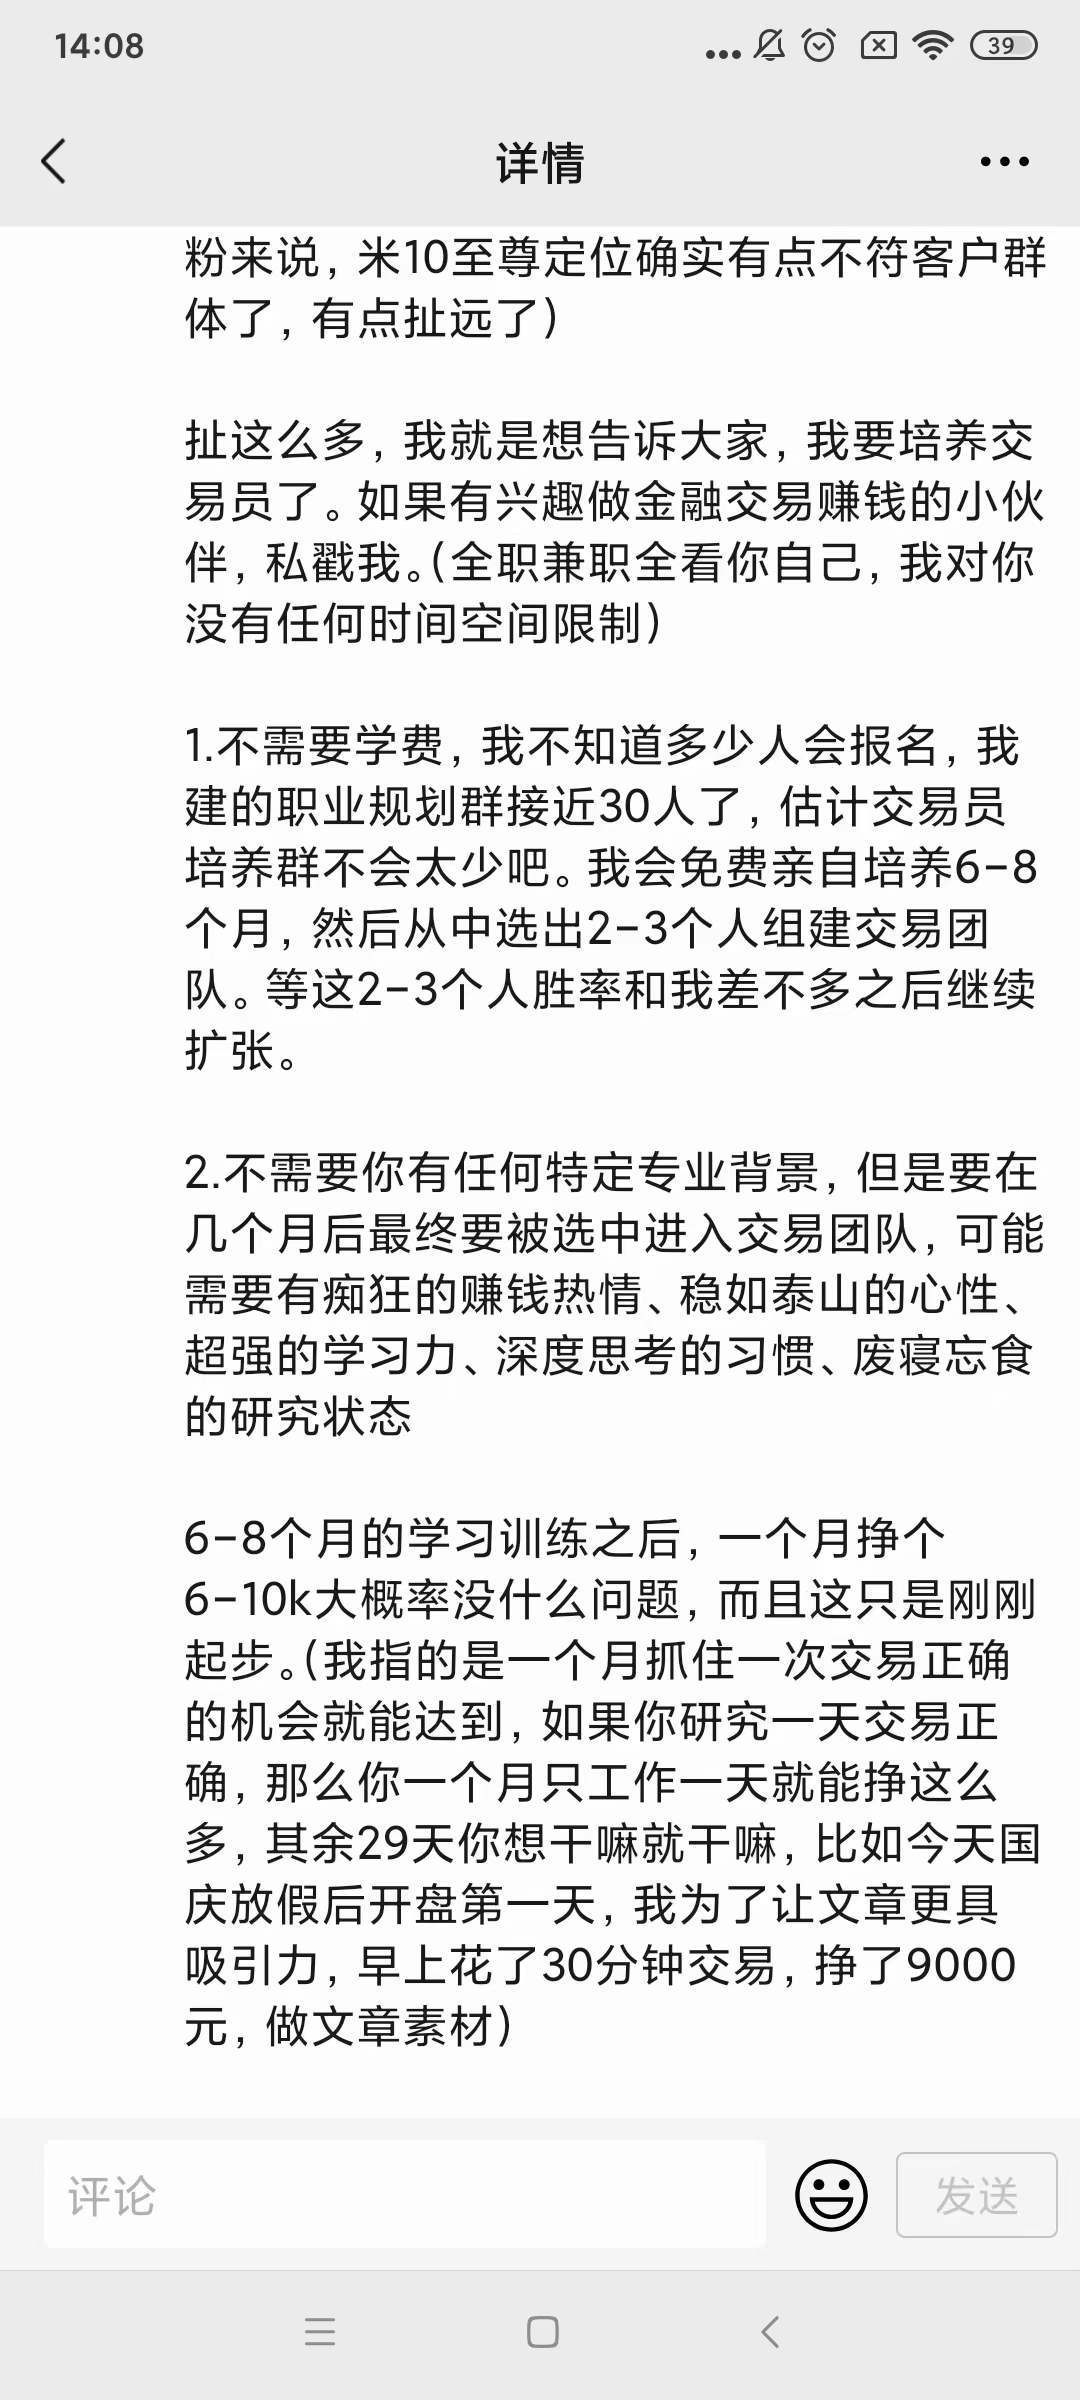 14:08
39
详情
粉来说，米10至尊定位确实有点不符客户群
体了，有点扯远了）
扯这么多，我就是想告诉大家，我要培养交
易员了。如果有兴趣做金融交易赚钱的小伙
伴，私戳我。（全职兼职全看你自己，我对你
没有任何时间空间限制）
1.不需要学费，我不知道多少人会报名，我
建的职业规划群接近30人了，估计交易员
培养群不会太少吧。我会免费亲自培养6-8
个月，然后从中选出2-3个人组建交易团
队。等这2-3个人胜率和我差不多之后继续
扩张。
2.不需要你有任何特定专业背景，但是要在
几个月后最终要被选中进入交易团队，可能
需要有痴狂的赚钱热情、稳如泰山的心性、
超强的学习力、深度思考的习惯、废寝忘食
的研究状态
6-8个月的学习训练之后，一个月挣个
6-10k大概率没什么问题，而且这只是刚刚
起步。（我指的是一个月抓住一次交易正确
的机会就能达到，如果你研究一天交易正
确，那么你一个月只工作一天就能挣这么
多，其余29天你想干嘛就干嘛，比如今天国
庆放假后开盘第一天，我为了让文章更具
吸引力，早上花了30分钟交易，挣了9000
元，做文章素材）
评论
发送